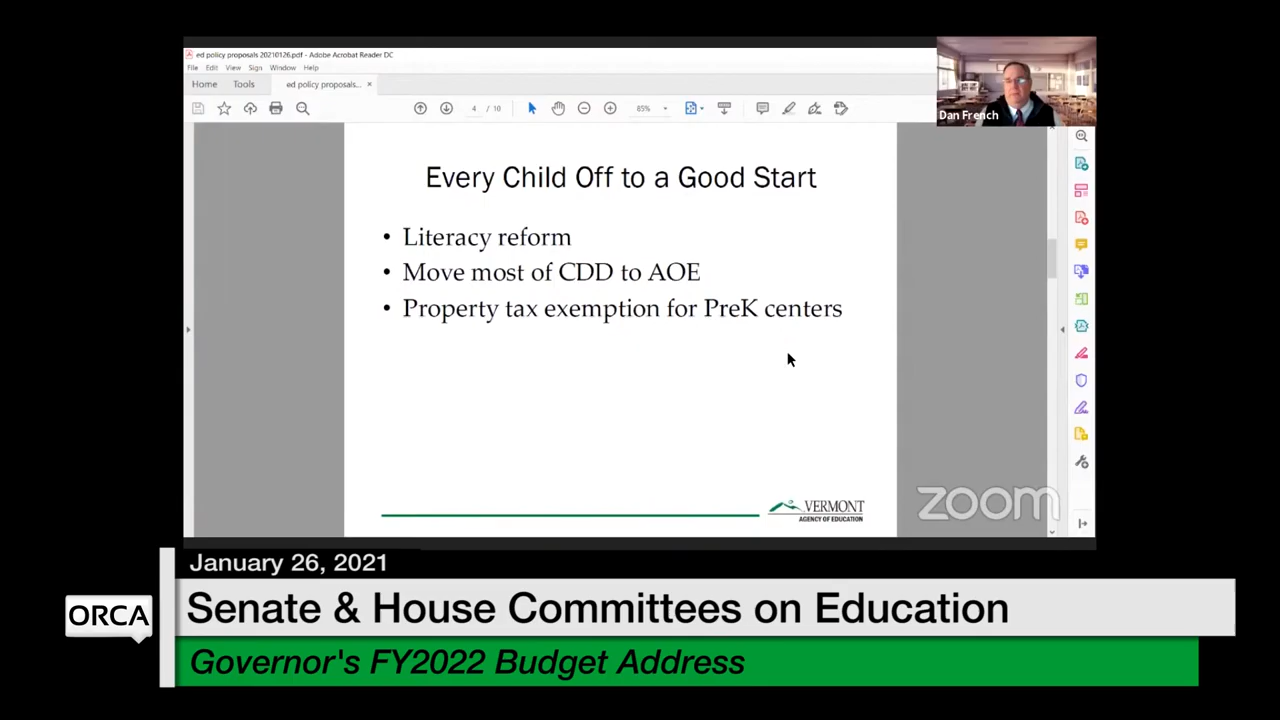 ed policy proposals 20210126.pdf - Adobe Acrobat Reader DC
File Edit View Sign Window Help
Home Tools ed policy proposals... ×
4 / 10 85%
Dan French
Every Child Off to a Good Start
• Literacy reform
• Move most of CDD to AOE
• Property tax exemption for PreK centers
VERMONT
AGENCY OF EDUCATION
zoom
January 26, 2021
ORCA
Senate & House Committees on Education
Governor's FY2022 Budget Address